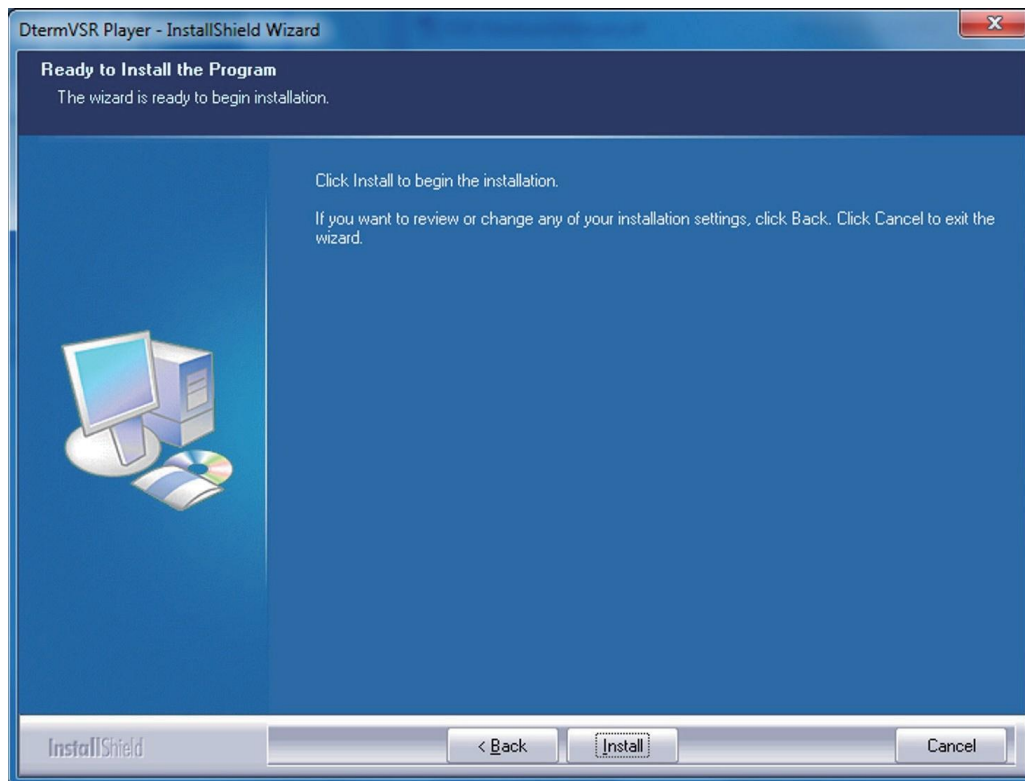 DtermVSR Player - InstallShield Wizard
Ready to Install the Program
The wizard is ready to begin installation.
Click Install to begin the installation.
If you want to review or change any of your installation settings, click Back. Click Cancel to exit the
wizard.
InstallShield
< Back
Install
Cancel